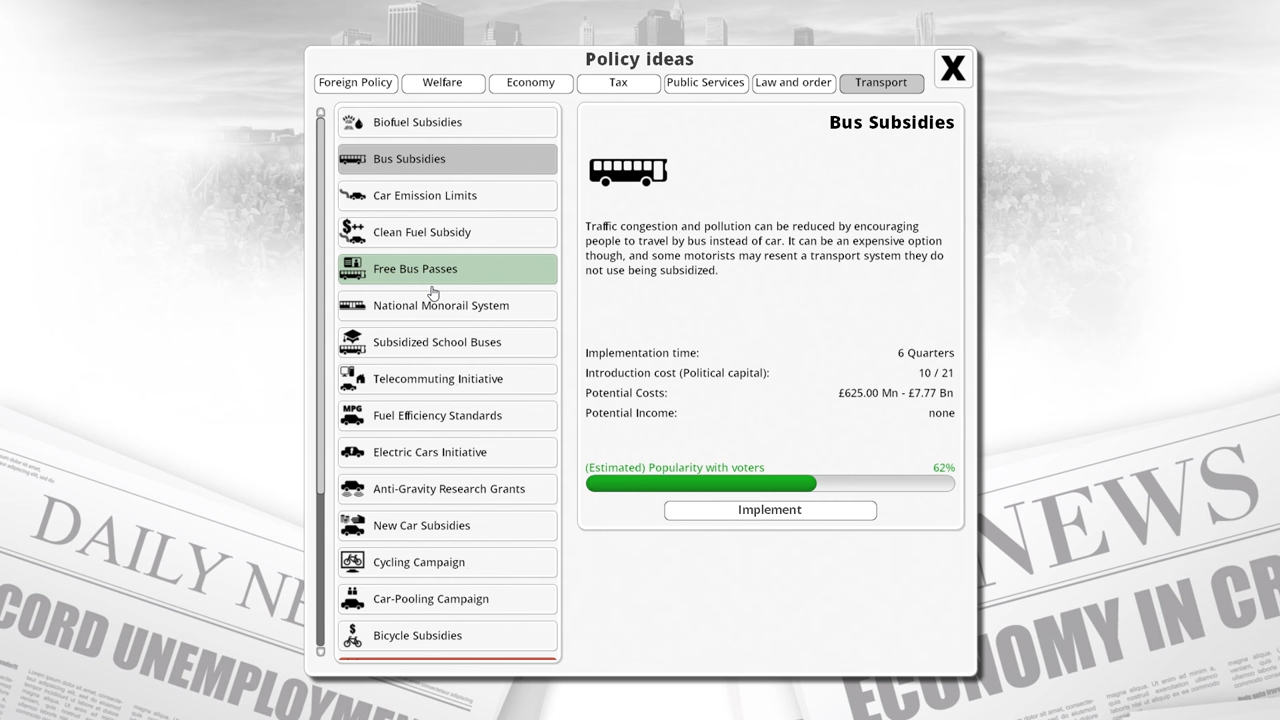 Policy ideas
X
Foreign Policy
Welfare
Economy
Tax
Public Services
Law and order
Transport
Biofuel Subsidies
Bus Subsidies
Car Emission Limits
Clean Fuel Subsidy
Free Bus Passes
National Monorail System
Subsidized School Buses
Telecommuting Initiative
MPG
Fuel Efficiency Standards
Electric Cars Initiative
Anti-Gravity Research Grants
New Car Subsidies
Cycling Campaign
Car-Pooling Campaign
$
Bicycle Subsidies
$++
Bus Subsidies
Traffic congestion and pollution can be reduced by encouraging
people to travel by bus instead of car. It can be an expensive option
though, and some motorists may resent a transport system they do
not use being subsidized.
Implementation time: 6 Quarters
Introduction cost (Political capital): 10 / 21
Potential Costs: £625.00 Mn - £7.77 Bn
Potential Income: none
(Estimated) Popularity with voters 62%
Implement
DAILY NE
CORD UNEMPLOYM
NEWS
ECONOMY IN CR